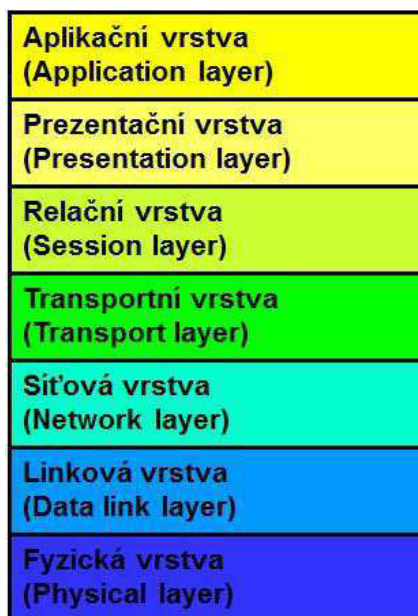 Aplikační vrstva
(Application layer)
Prezentační vrstva
(Presentation layer)
Relační vrstva
(Session layer)
Transportní vrstva
(Transport layer)
Síťová vrstva
(Network layer)
Linková vrstva
(Data link layer)
Fyzická vrstva
(Physical layer)